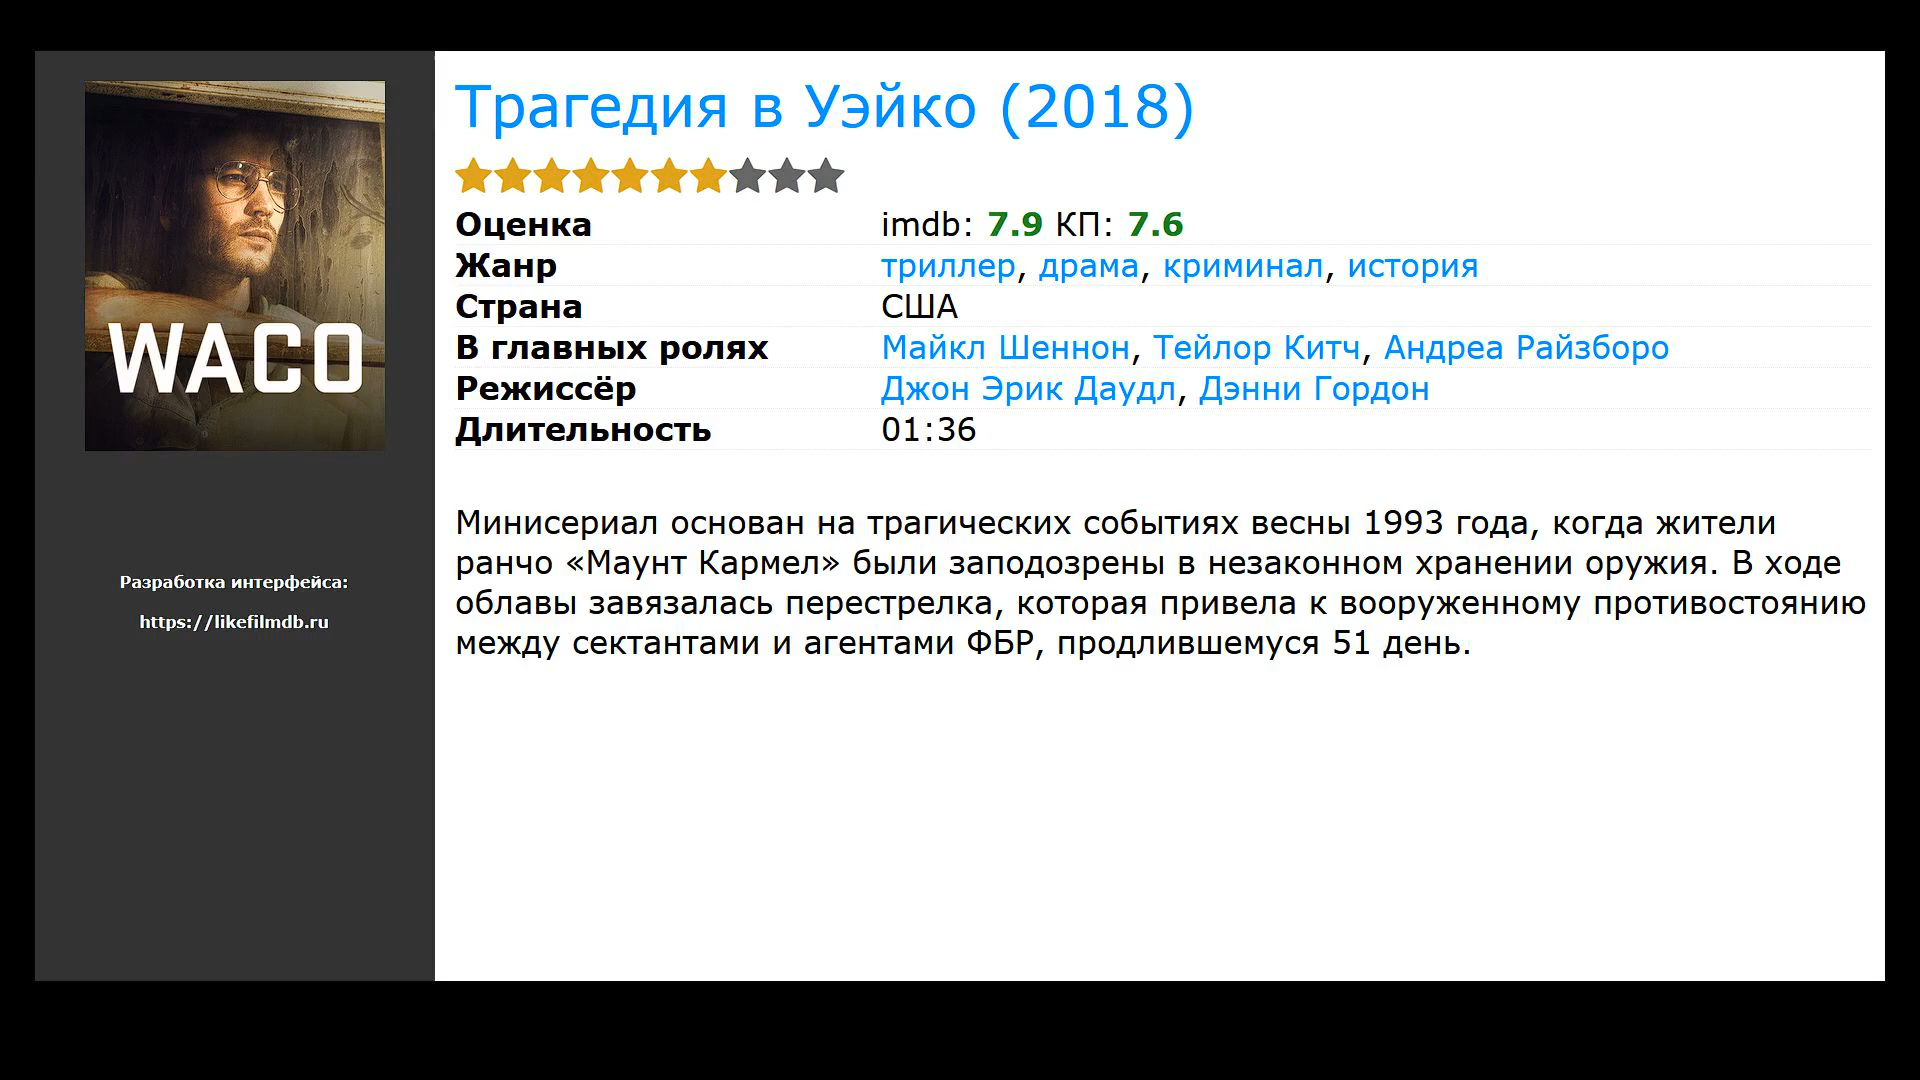 WACO
Разработка интерфейса:
https://likefilmdb.ru
Трагедия в Уэйко (2018)
Оценка imdb: 7.9 КП: 7.6
Жанр триллер, драма, криминал, история
Страна США
В главных ролях Майкл Шеннон, Тейлор Китч, Андреа Райзборо
Режиссёр Джон Эрик Даудл, Дэнни Гордон
Длительность 01:36
Минисериал основан на трагических событиях весны 1993 года, когда жители
ранчо «Маунт Кармел» были заподозрены в незаконном хранении оружия. В ходе
облавы завязалась перестрелка, которая привела к вооруженному противостоянию
между сектантами и агентами ФБР, продлившемуся 51 день.